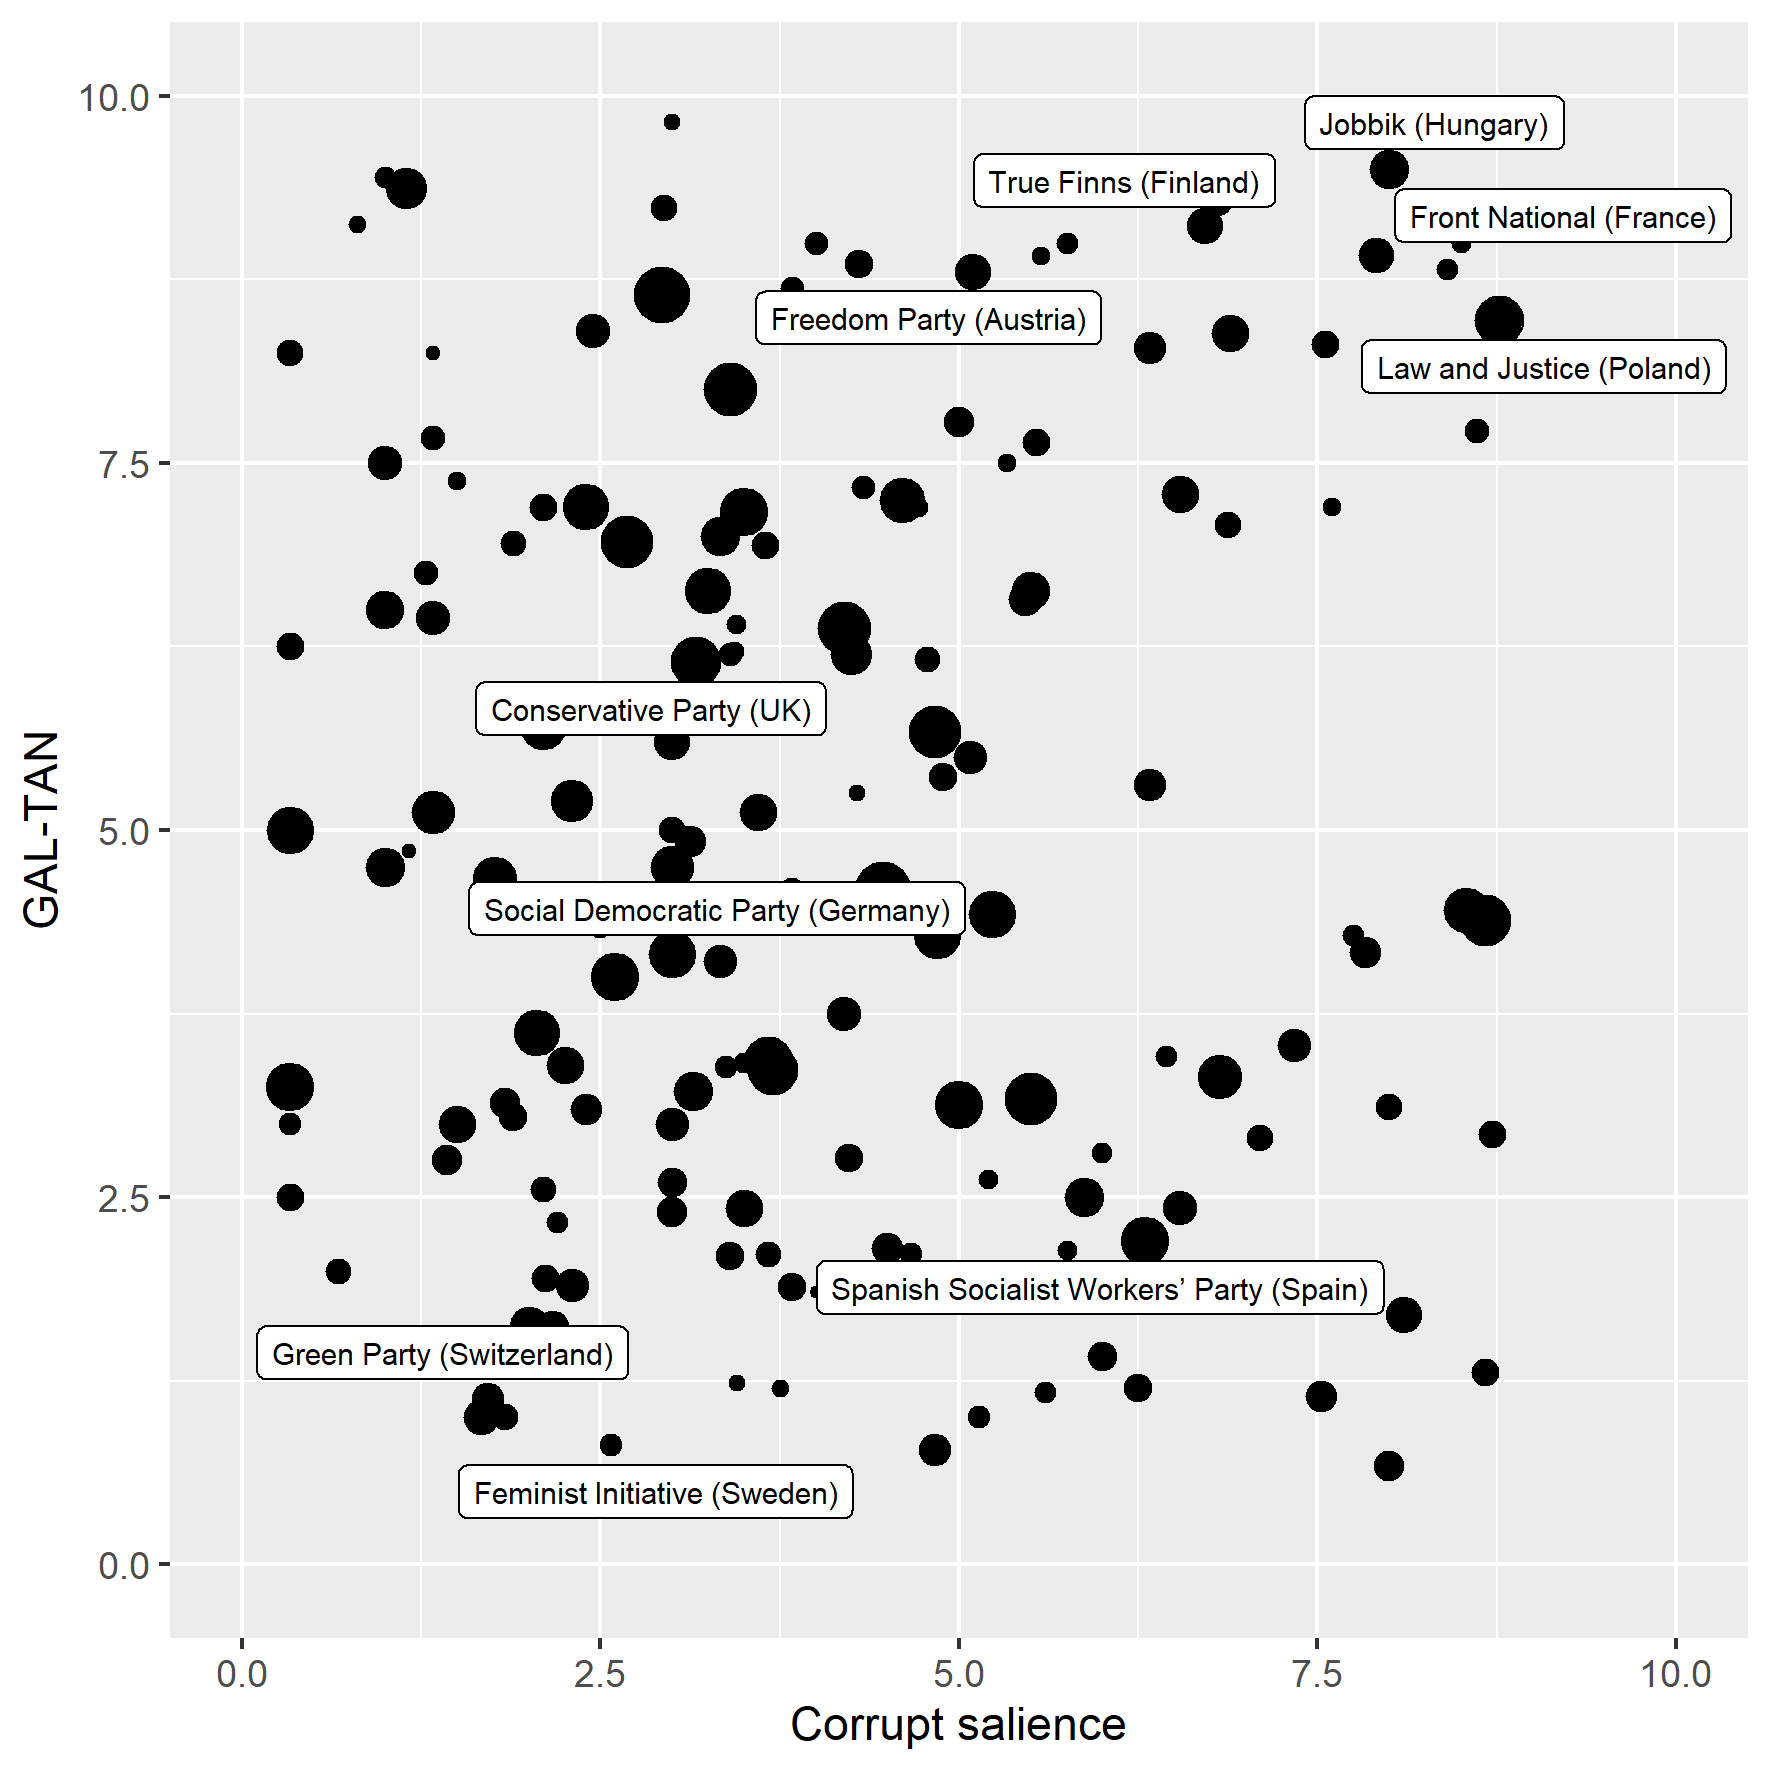 10.0
7.5
5.0
2.5
0.0
GAL-TAN
Jobbik (Hungary)
True Finns (Finland)
Front National (France)
Freedom Party (Austria)
Law and Justice (Poland)
Conservative Party (UK)
Social Democratic Party (Germany)
Spanish Socialist Workers’ Party (Spain)
Green Party (Switzerland)
Feminist Initiative (Sweden)
0.0 2.5 5.0 7.5 10.0
Corrupt salience